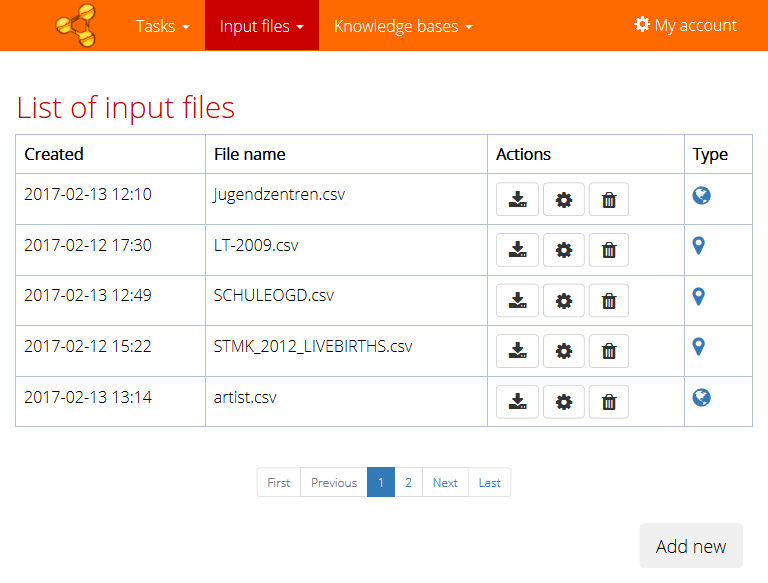 Tasks Input files Knowledge bases My account
List of input files
Created File name Actions Type
2017-02-13 12:10 Jugendzentren.csv
2017-02-12 17:30 LT-2009.csv
2017-02-13 12:49 SCHULEOGD.csv
2017-02-12 15:22 STMK_2012_LIVEBIRTHS.csv
2017-02-13 13:14 artist.csv
First Previous 1 2 Next Last
Add new